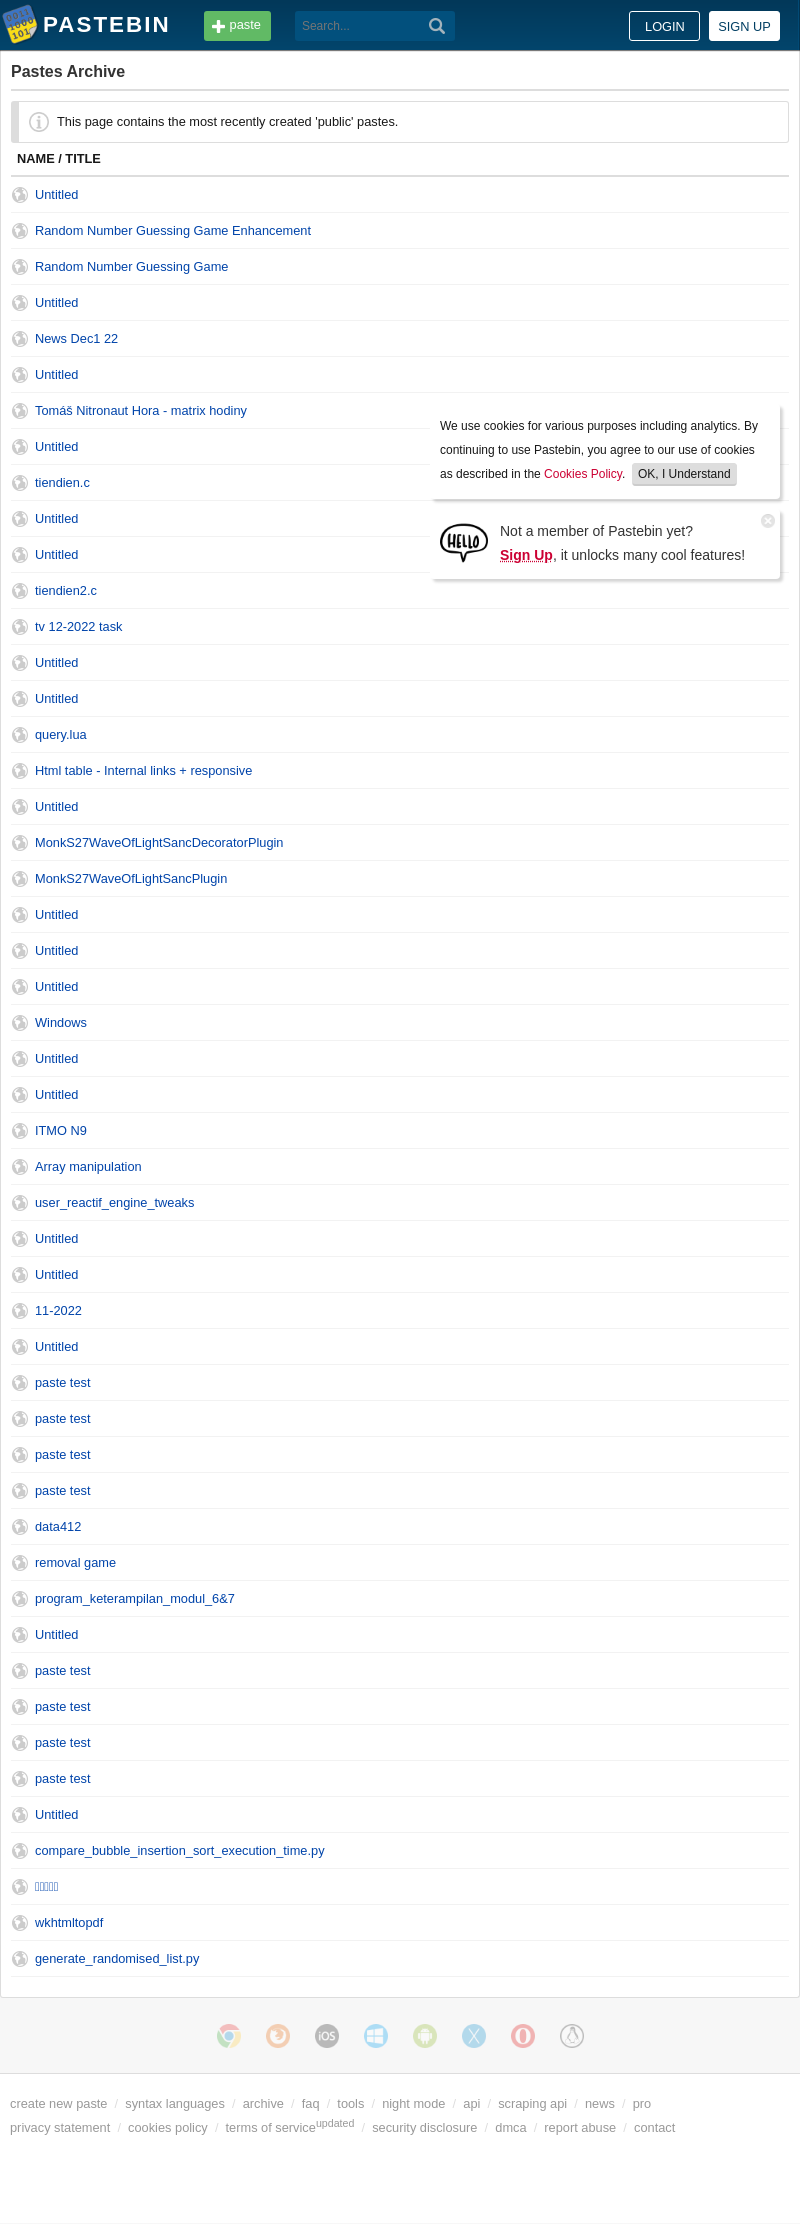 PASTEBIN
paste
Search...
LOGIN
SIGN UP
Pastes Archive
This page contains the most recently created 'public' pastes.
NAME / TITLE
Untitled
Random Number Guessing Game Enhancement
Random Number Guessing Game
Untitled
News Dec1 22
Untitled
Tomáš Nitronaut Hora - matrix hodiny
Untitled
tiendien.c
Untitled
Untitled
tiendien2.c
We use cookies for various purposes including analytics. By
continuing to use Pastebin, you agree to our use of cookies
as described in the Cookies Policy. OK, I Understand
HELLO
Not a member of Pastebin yet?
Sign Up, it unlocks many cool features!
tv 12-2022 task
Untitled
Untitled
query.lua
Html table - Internal links + responsive
Untitled
MonkS27WaveOfLightSancDecoratorPlugin
MonkS27WaveOfLightSancPlugin
Untitled
Untitled
Untitled
Windows
Untitled
Untitled
ITMO N9
Array manipulation
user_reactif_engine_tweaks
Untitled
Untitled
11-2022
Untitled
paste test
paste test
paste test
paste test
data412
removal game
program_keterampilan_modul_6&7
Untitled
paste test
paste test
paste test
paste test
Untitled
compare_bubble_insertion_sort_execution_time.py
wkhtmltopdf
generate_randomised_list.py
iOS
create new paste / syntax languages / archive / faq / tools / night mode / api / scraping api / news / pro
privacy statement / cookies policy / terms of serviceupdated / security disclosure / dmca / report abuse / contact